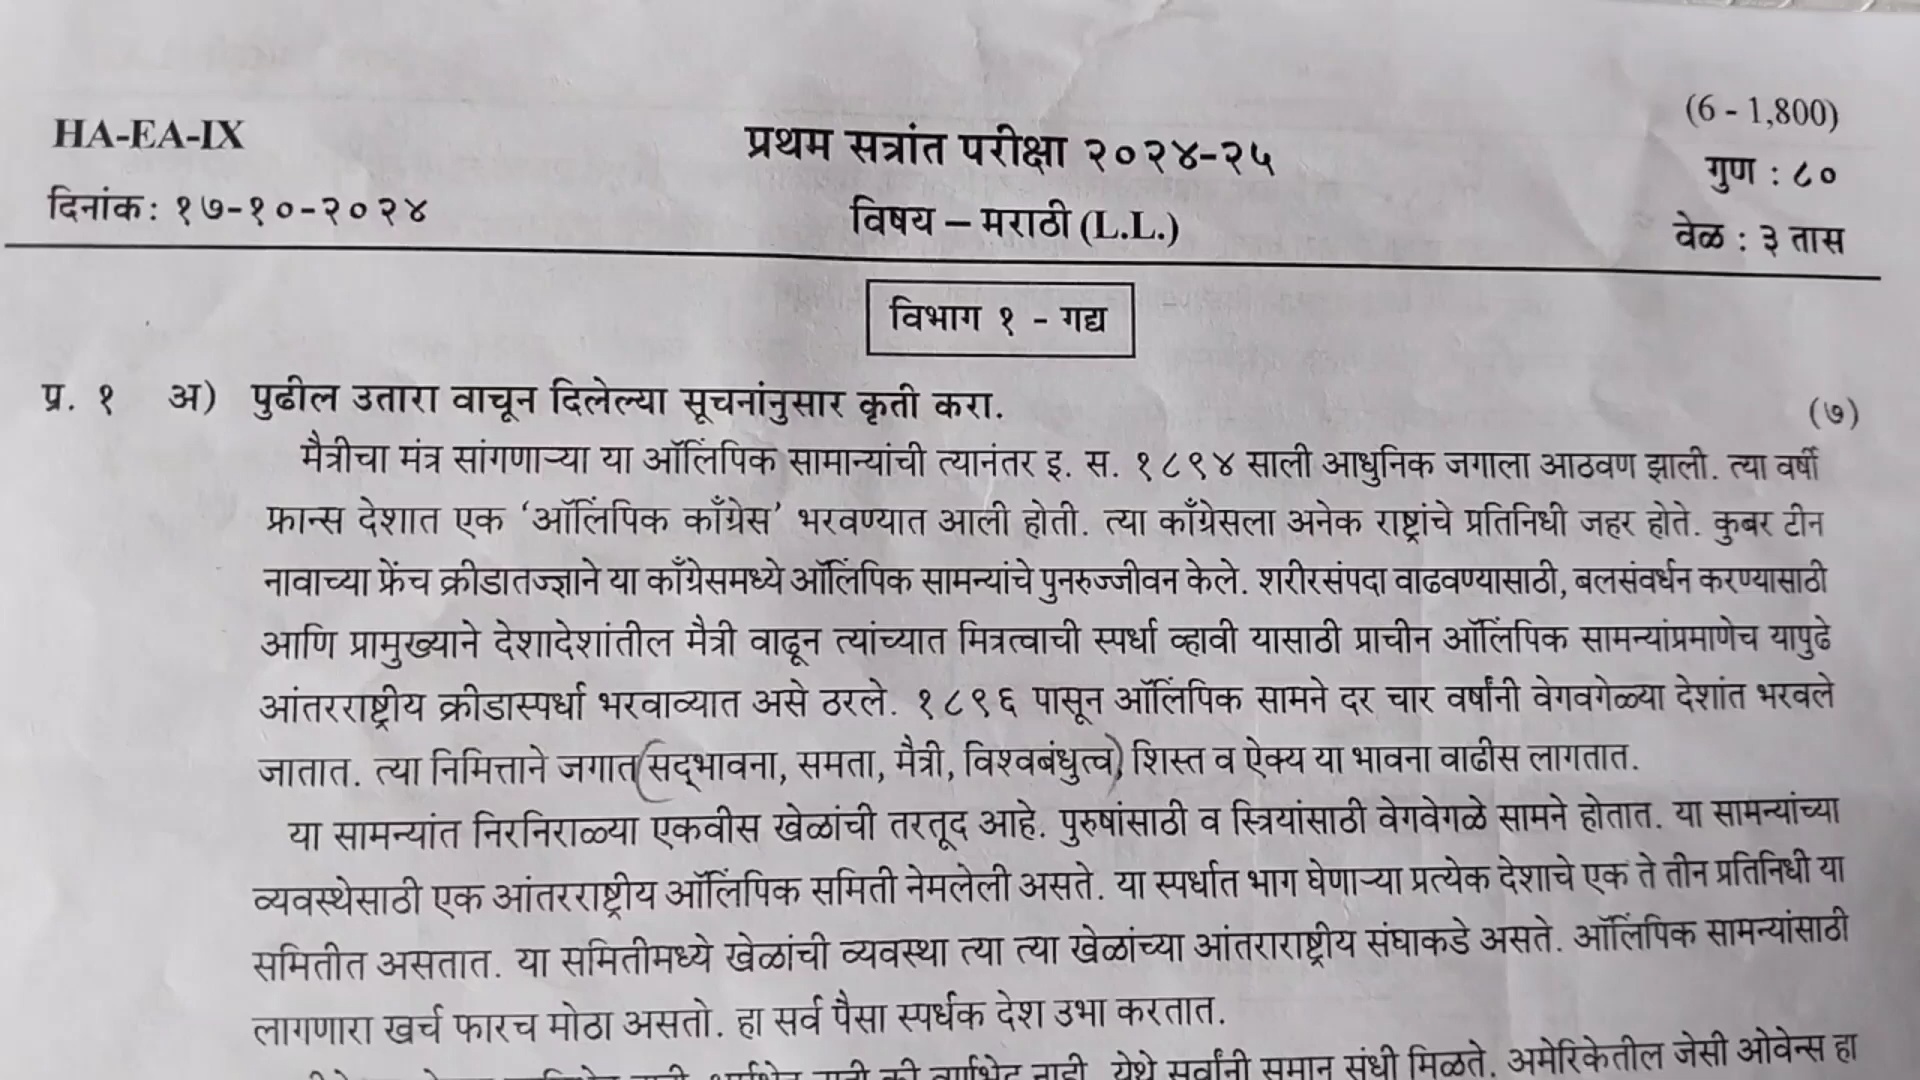 HA-EA-IX
प्रथम सत्रांत परीक्षा २०२४-२५
(6 - 1,800)
गुण : ८०
दिनांक: १७-१०-२०२४
विषय – मराठी (L.L.)
वेळ : ३ तास
विभाग १ - गद्य
प्र. १ अ) पुढील उतारा वाचून दिलेल्या सूचनांनुसार कृती करा. (७)
मैत्रीचा मंत्र सांगणाऱ्या या ऑलिंपिक सामान्यांची त्यानंतर इ. स. १८९४ साली आधुनिक जगाला आठवण झाली. त्या वर्षी
फ्रान्स देशात एक ‘ऑलिंपिक काँग्रेस’ भरवण्यात आली होती. त्या काँग्रेसला अनेक राष्ट्रांचे प्रतिनिधी जहर होते. कुबर टीन
नावाच्या फ्रेंच क्रीडातज्ज्ञाने या काँग्रेसमध्ये ऑलिंपिक सामन्यांचे पुनरुज्जीवन केले. शरीरसंपदा वाढवण्यासाठी, बलसंवर्धन करण्यासाठी
आणि प्रामुख्याने देशादेशांतील मैत्री वाढून त्यांच्यात मित्रत्वाची स्पर्धा व्हावी यासाठी प्राचीन ऑलिंपिक सामन्यांप्रमाणेच यापुढे
आंतरराष्ट्रीय क्रीडास्पर्धा भरवाव्यात असे ठरले. १८९६ पासून ऑलिंपिक सामने दर चार वर्षांनी वेगवगेळ्या देशांत भरवले
जातात. त्या निमित्ताने जगात (सद्‌भावना, समता, मैत्री, विश्वबंधुत्व) शिस्त व ऐक्य या भावना वाढीस लागतात.
या सामन्यांत निरनिराळ्या एकवीस खेळांची तरतूद आहे. पुरुषांसाठी व स्त्रियांसाठी वेगवेगळे सामने होतात. या सामन्यांच्या
व्यवस्थेसाठी एक आंतरराष्ट्रीय ऑलिंपिक समिती नेमलेली असते. या स्पर्धात भाग घेणाऱ्या प्रत्येक देशाचे एक ते तीन प्रतिनिधी या
समितीत असतात. या समितीमध्ये खेळांची व्यवस्था त्या त्या खेळांच्या आंतराराष्ट्रीय संघाकडे असते. ऑलिंपिक सामन्यांसाठी
लागणारा खर्च फारच मोठा असतो. हा सर्व पैसा स्पर्धक देश उभा करतात.
नाही. येथे सर्वांनी समान संधी मिळते. अमेरिकेतील जेसी ओवेन्स हा